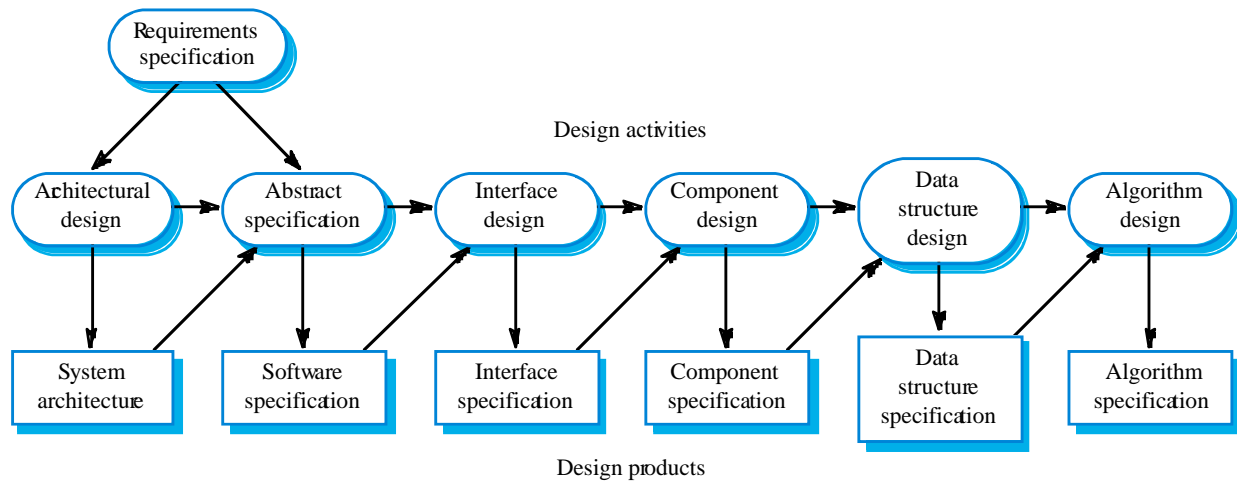 Requirements
specification
Design activities
Architectural
design
Abstract
specification
Interface
design
Component
design
Data
structure
design
Algorithm
design
System
architecture
Software
specification
Interface
specification
Component
specification
Data
structure
specification
Algorithm
specification
Design products